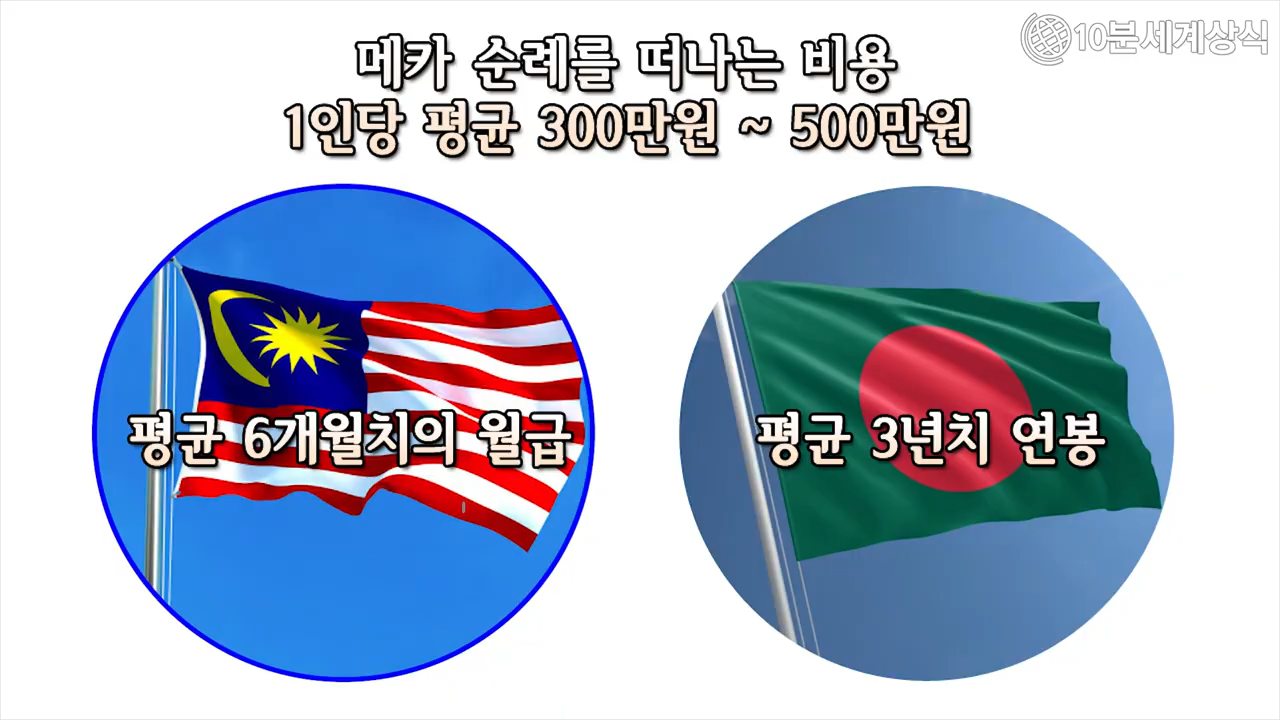 10분세계상식
메카 순례를 떠나는 비용
1인당 평균 300만원 ~ 500만원
평균 6개월치의 월급
평균 3년치 연봉